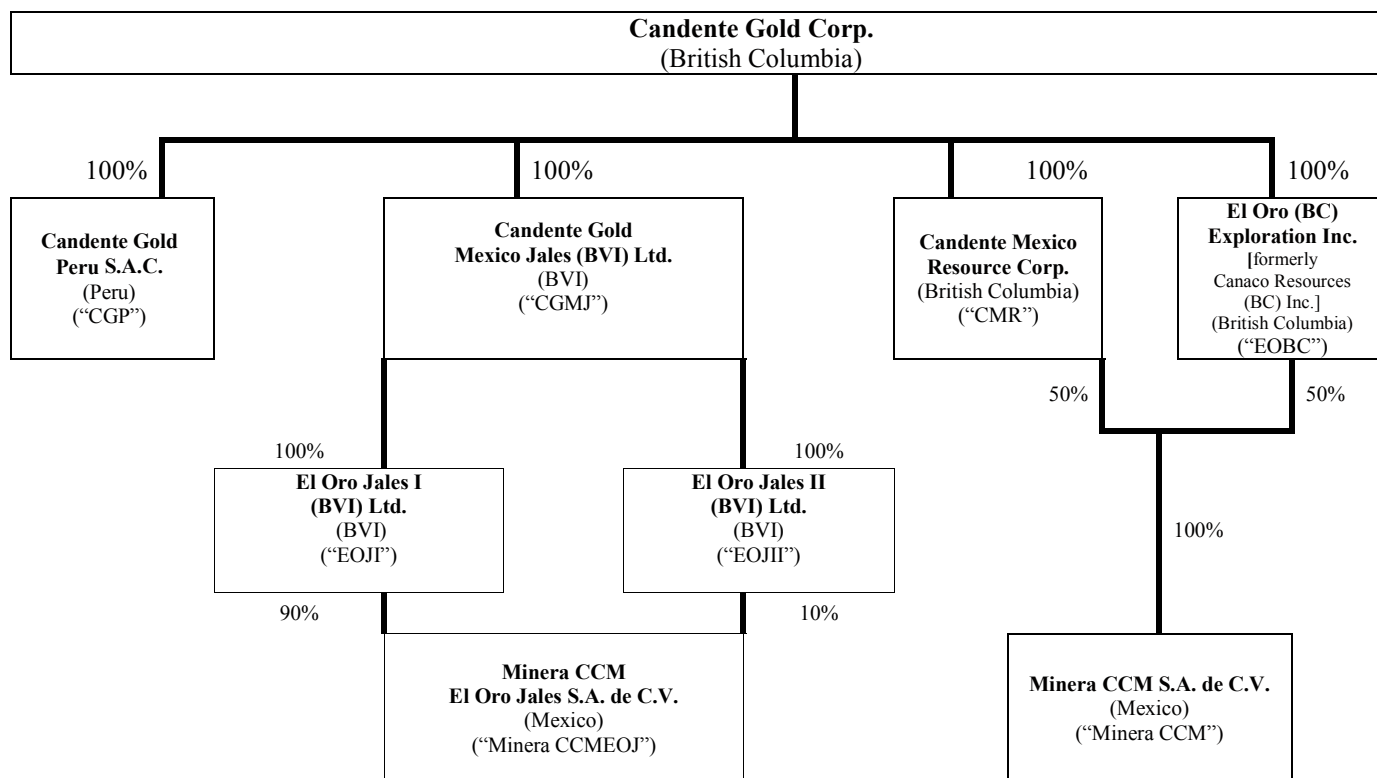 Candente Gold Corp.
(British Columbia)
100%
100%
100%
100%
Candente Gold
Peru S.A.C.
(Peru)
(“CGP”)
Candente Gold
Mexico Jales (BVI) Ltd.
(BVI)
(“CGMJ”)
Candente Mexico
Resource Corp.
(British Columbia)
(“CMR”)
El Oro (BC)
Exploration Inc.
[formerly
Canaco Resources
(BC) Inc.]
(British Columbia)
(“EOBC”)
50%
50%
100%
100%
El Oro Jales I
(BVI) Ltd.
(BVI)
(“EOJI”)
El Oro Jales II
(BVI) Ltd.
(BVI)
(“EOJII”)
100%
90%
10%
Minera CCM
El Oro Jales S.A. de C.V.
(Mexico)
(“Minera CCMEOJ”)
Minera CCM S.A. de C.V.
(Mexico)
(“Minera CCM”)